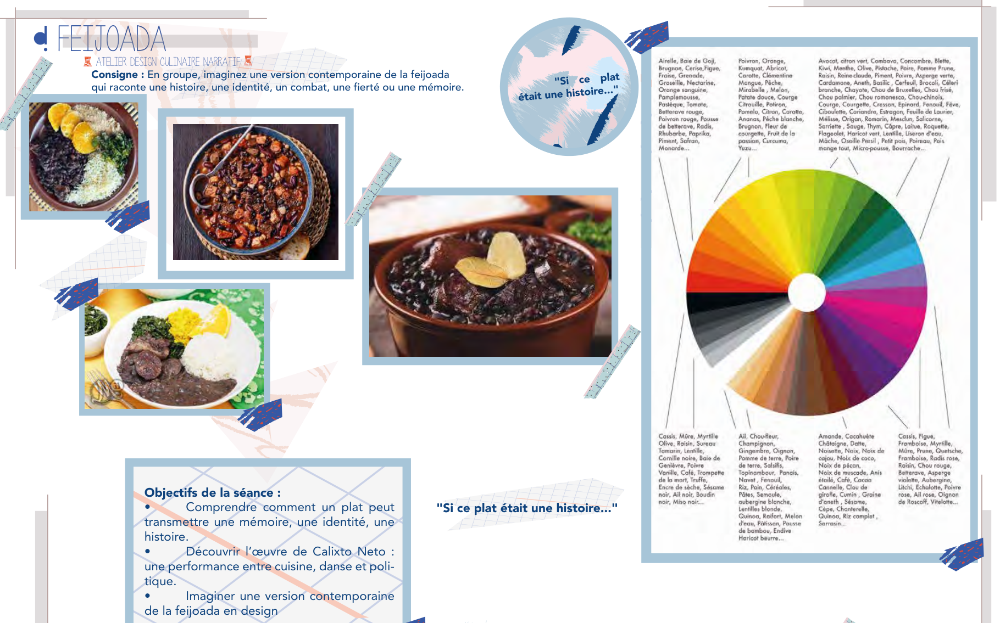 d! FEIJOADA
ATELIER DESIGN CULINAIRE NARRATIF
Consigne : En groupe, imaginez une version contemporaine de la feijoada
qui raconte une histoire, une identité, un combat, une fierté ou une mémoire.
"Si ce plat
était une histoire..."
Airelle, Baie de Goji,
Brugnon, Cerise,Figue,
Fraise, Grenade,
Groseille, Nectarine,
Orange sanguine,
Pamplemousse,
Pastèque, Tomate,
Betterave rouge,
Poivron rouge, Pousse
de betterave, Radis,
Rhubarbe, Paprika,
Piment, Safran,
Monarde...
Poivron, Orange,
Kumquat, Abricot,
Carotte, Clémentine
Mangue, Pêche,
Mirabelle , Melon,
Patate douce, Courge
Citrouille, Potiron,
Pomelo, Citron, Carotte,
Ananas, Pêche blanche,
Brugnon, Fleur de
courgette, Fruit de la
passion, Curcuma,
Yuzu...
Avocat, citron vert, Combava, Concombre, Blette,
Kiwi, Menthe, Olive, Pistache, Poire, Pomme Prune,
Raisin, Reine-claude, Piment, Poivre, Asperge verte,
Cardamone, Aneth, Basilic , Cerfeuil, Brocoli, Céleri
branche, Chayote, Chou de Bruxelles, Chou frisé,
Chou palmier, Chou romanesco, Chou-chinois,
Courge, Courgette, Cresson, Epinard, Fenouil, Fève,
Ciboulette, Coriandre, Estragon, Feuille de Laurier,
Mélisse, Origan, Romarin, Mesclun, Salicorne,
Sarriette , Sauge, Thym, Câpre, Laitue, Roquette,
Flageolet, Haricot vert, Lentille, Liseron d'eau,
Mâche, Oseille Persil , Petit pois, Poireau, Pois
mange tout, Micro-pousse, Bourrache...
Cassis, Mûre, Myrtille
Olive, Raisin, Sureau
Tamarin, Lentille,
Cornille noire, Baie de
Genièvre, Poivre
Vanille, Café, Trompette
de la mort, Truffe,
Encre de sèche, Sésame
noir, Ail noir, Boudin
noir, Miso noir...
Ail, Chou-fleur,
Champignon,
Gingembre, Oignon,
Pomme de terre, Poire
de terre, Salsifis,
Topinambour, Panais,
Navet , Fenouil,
Riz, Pain, Céréales,
Pâtes, Semoule,
aubergine blanche,
Lentilles blonde,
Quinoa, Raifort, Melon
d'eau, Pâtisson, Pousse
de bambou, Endive
Haricot beurre...
Amande, Cacahuète
Châtaigne, Datte,
Noisette, Noix, Noix de
cajou, Noix de coco,
Noix de pécan,
Noix de muscade, Anis
étoilé, Café, Cacao
Cannelle, Clou de
girofle, Cumin , Graine
d'aneth , Sésame,
Cèpe, Chanterelle,
Quinoa, Riz complet ,
Sarrasin...
Cassis, Figue,
Framboise, Myrtille,
Mûre, Prune, Quetsche,
Framboise, Radis rose,
Raisin, Chou rouge,
Betterave, Asperge
violette, Aubergine,
Litchi, Echalotte, Poivre
rose, Ail rose, Oignon
de Roscoff, Vitelotte...
Objectifs de la séance :
• Comprendre comment un plat peut
transmettre une mémoire, une identité, une
histoire.
• Découvrir l'œuvre de Calixto Neto :
une performance entre cuisine, danse et poli-
tique.
• Imaginer une version contemporaine
de la feijoada en design
"Si ce plat était une histoire..."